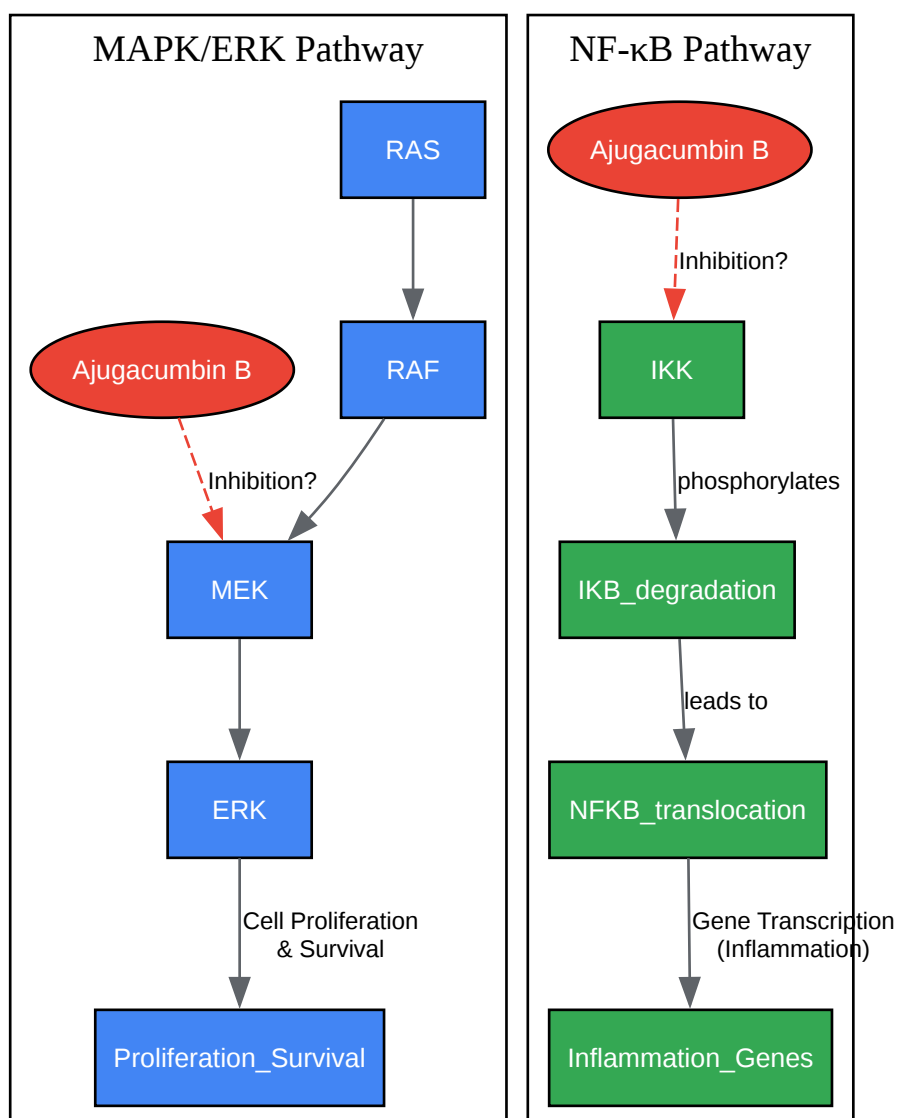 MAPK/ERK Pathway
RAS
Ajugacumbin B
RAF
Inhibition?
MEK
ERK
Cell Proliferation
& Survival
Proliferation_Survival
NF-κB Pathway
Ajugacumbin B
Inhibition?
IKK
phosphorylates
IKB_degradation
leads to
NFKB_translocation
Gene Transcription
(Inflammation)
Inflammation_Genes